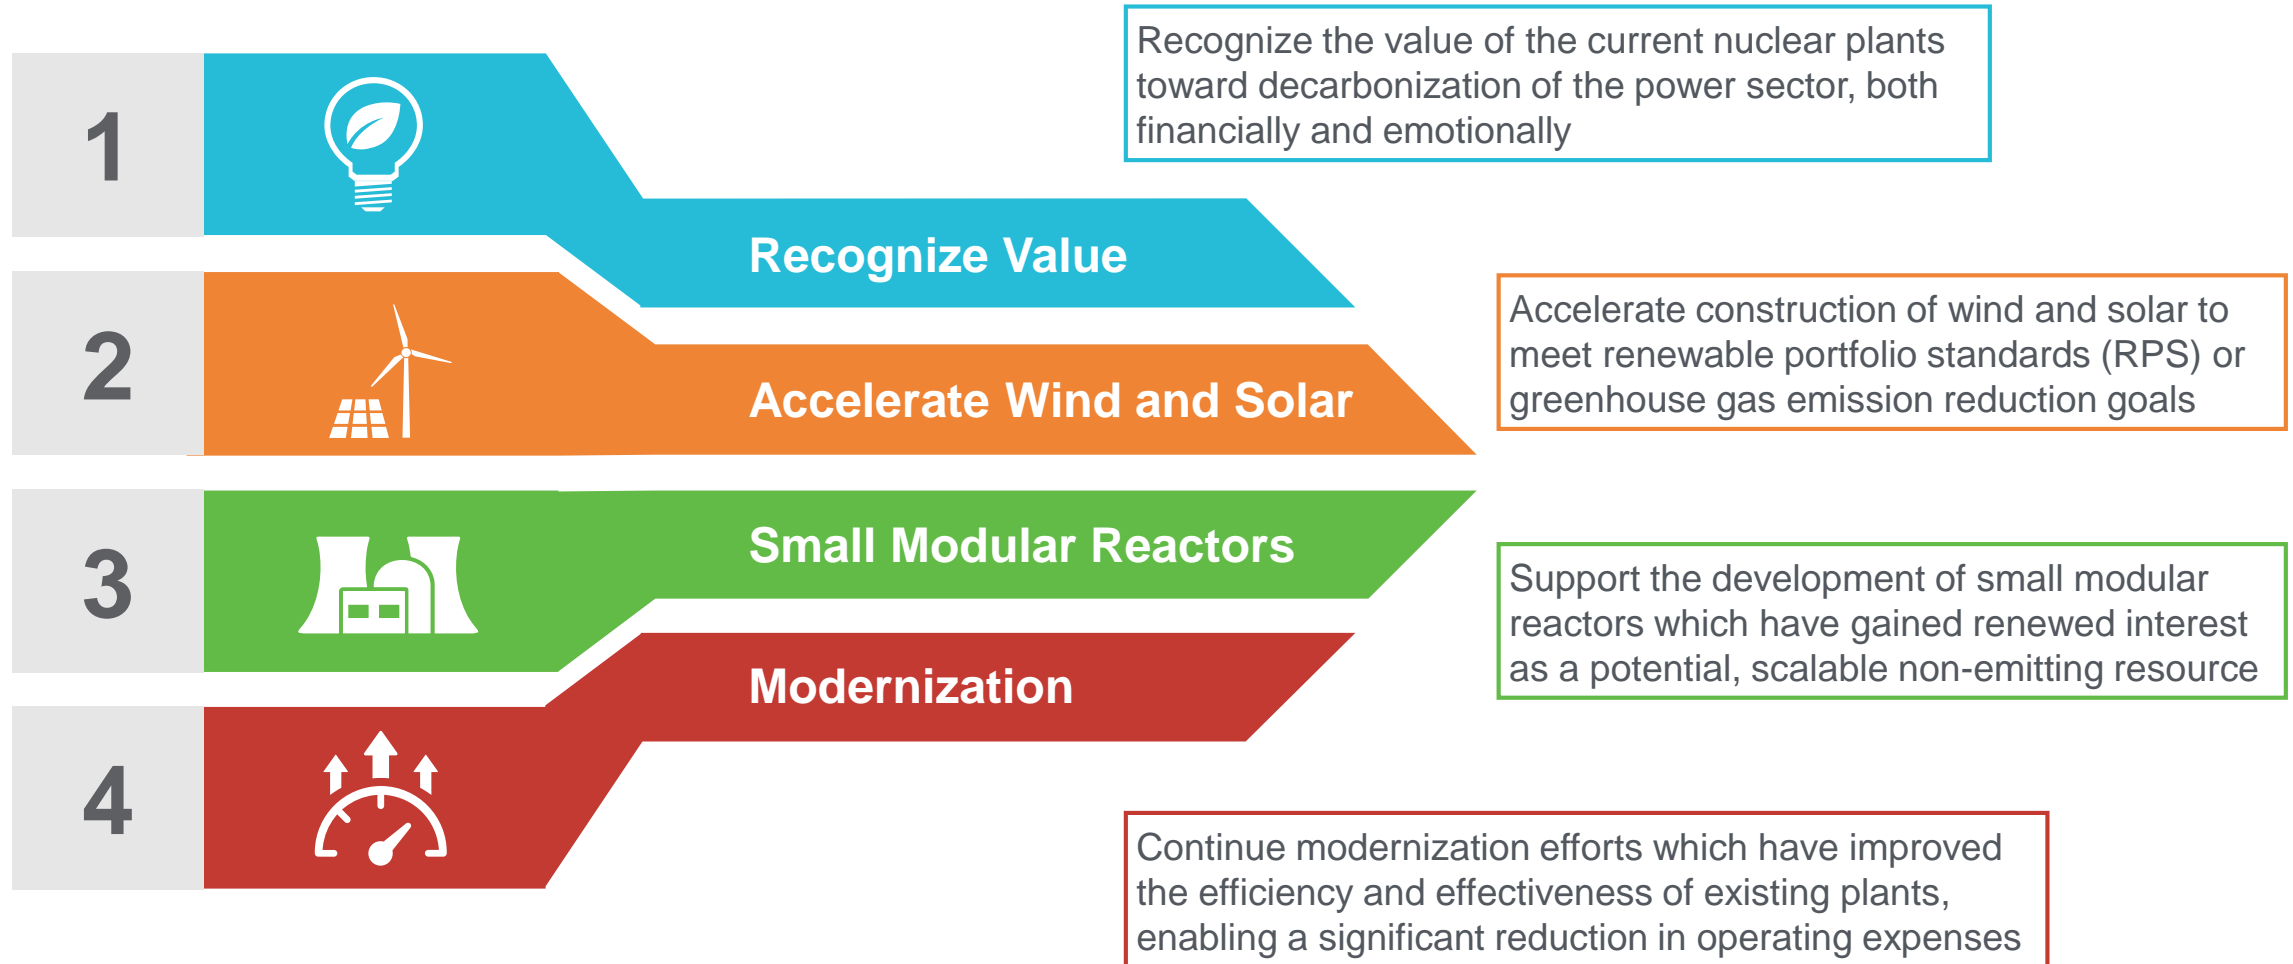 1
Recognize Value
Recognize the value of the current nuclear plants
toward decarbonization of the power sector, both
financially and emotionally
2
Accelerate Wind and Solar
Accelerate construction of wind and solar to
meet renewable portfolio standards (RPS) or
greenhouse gas emission reduction goals
3
Small Modular Reactors
Support the development of small modular
reactors which have gained renewed interest
as a potential, scalable non-emitting resource
4
Modernization
Continue modernization efforts which have improved
the efficiency and effectiveness of existing plants,
enabling a significant reduction in operating expenses